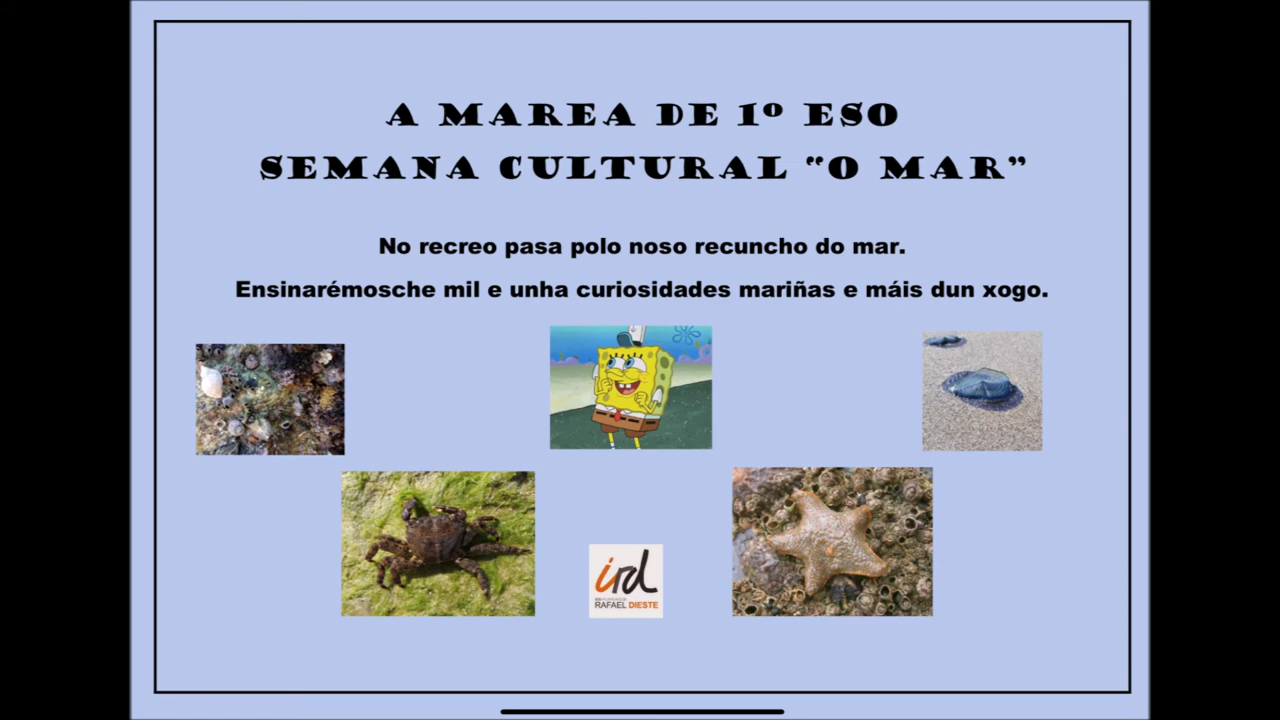 A MAREA DE 1º ESO
SEMANA CULTURAL “O MAR”
No recreo pasa polo noso recuncho do mar.
Ensinarémosche mil e unha curiosidades mariñas e máis dun xogo.
ird
RAFAEL DIESTE